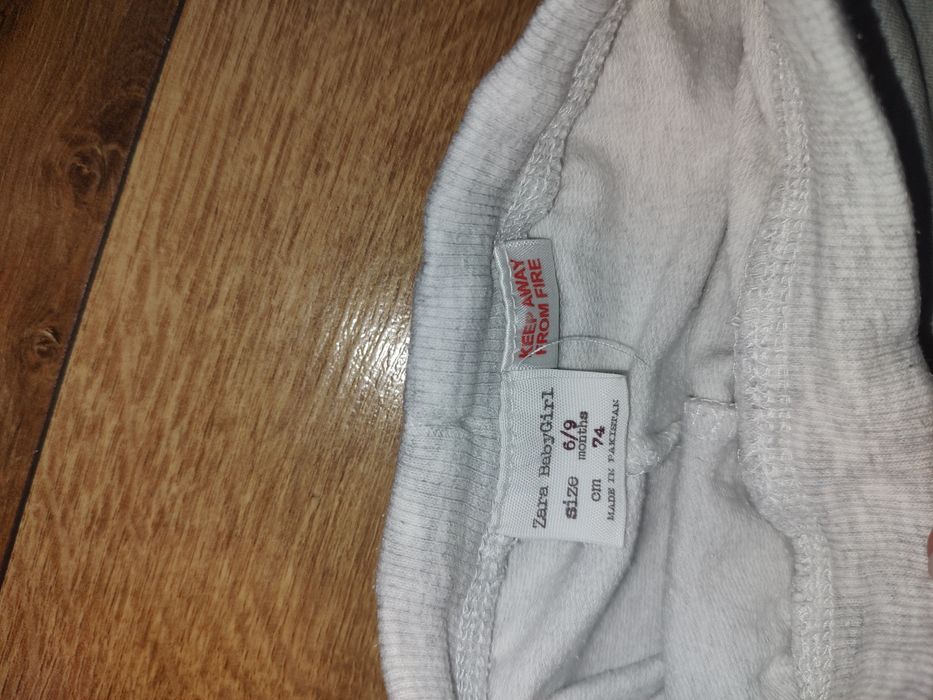 KEEP AWAY
FROM FIRE
Zara BabyGirl
size 6/9
months
cm 74
MADE IN PAKISTAN